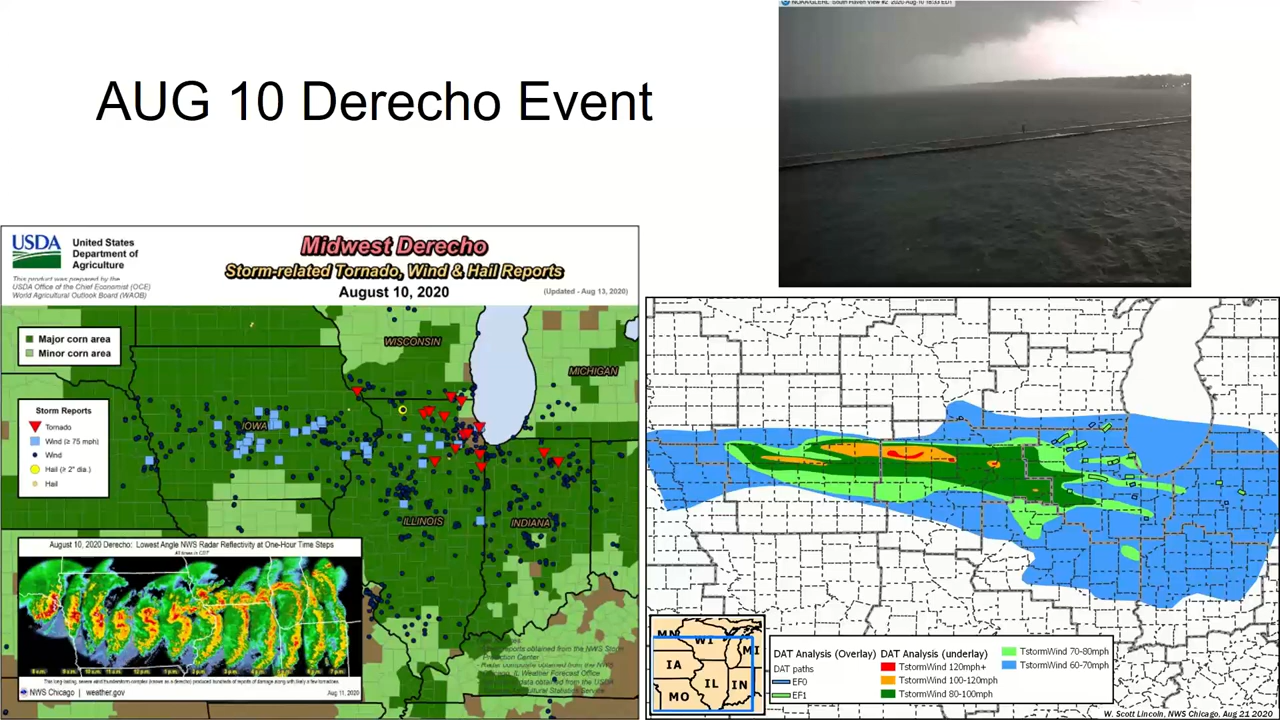 AUG 10 Derecho Event
NOAA/GLERL South Haven View #2 2020-Aug-10 18:33 EDT
USDA
United States
Department of
Agriculture
This product was prepared by the
USDA Office of the Chief Economist (OCE)
World Agricultural Outlook Board (WAOB)
Midwest Derecho
Storm-related Tornado, Wind & Hail Reports
August 10, 2020
(Updated - Aug 13, 2020)
Major corn area
Minor corn area
Storm Reports
Tornado
Wind (≥ 75 mph)
Wind
Hail (≥ 2" dia.)
Hail
WISCONSIN
MICHIGAN
IOWA
ILLINOIS
INDIANA
August 10, 2020 Derecho: Lowest Angle NWS Radar Reflectivity at One-Hour Time Steps
All times in CST
NWS Chicago | weather.gov
Aug 11, 2020
MN
WI
MI
IA
IL
IN
MO
DAT Analysis (Overlay)
DAT paths
EF0
EF1
DAT Analysis (Overlay)
TstormWind 120mph+
TstormWind 100-120mph
TstormWind 80-100mph
TstormWind 70-80mph
TstormWind 60-70mph
W. Scott Lincoln, NWS Chicago, Aug 21 2020